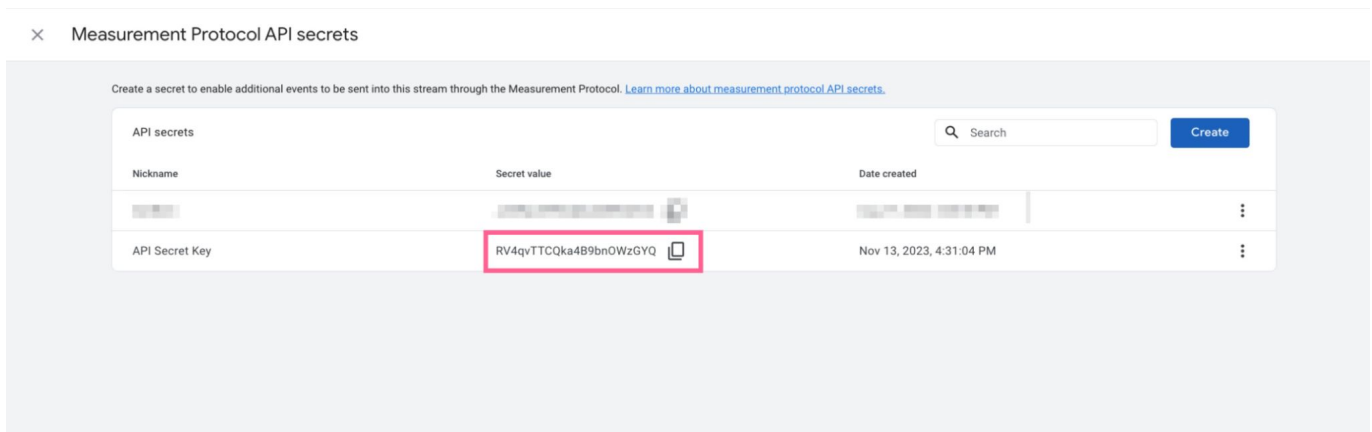 Measurement Protocol API secrets
Create a secret to enable additional events to be sent into this stream through the Measurement Protocol. Learn more about measurement protocol API secrets.
API secrets
Search
Create
Nickname
Secret value
Date created
API Secret Key
RV4qvTTCQka4B9bnOWzGYQ
Nov 13, 2023, 4:31:04 PM